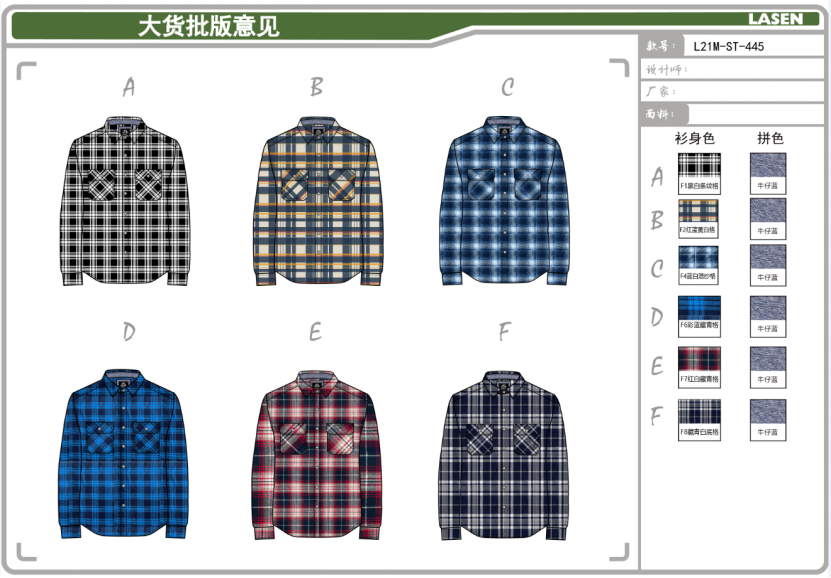 大货批版意见
LASEN
款号： L21M-ST-445
设计师：
厂家：
面料：
A
B
C
D
E
F
衫身色 拼色
A
F1黑白条纹格 牛仔蓝
B
F2红蓝黄白格 牛仔蓝
C
F4蓝白酒纱格 牛仔蓝
D
F6彩蓝藏青格 牛仔蓝
E
F7红白藏青格 牛仔蓝
F
F8藏青白底格 牛仔蓝